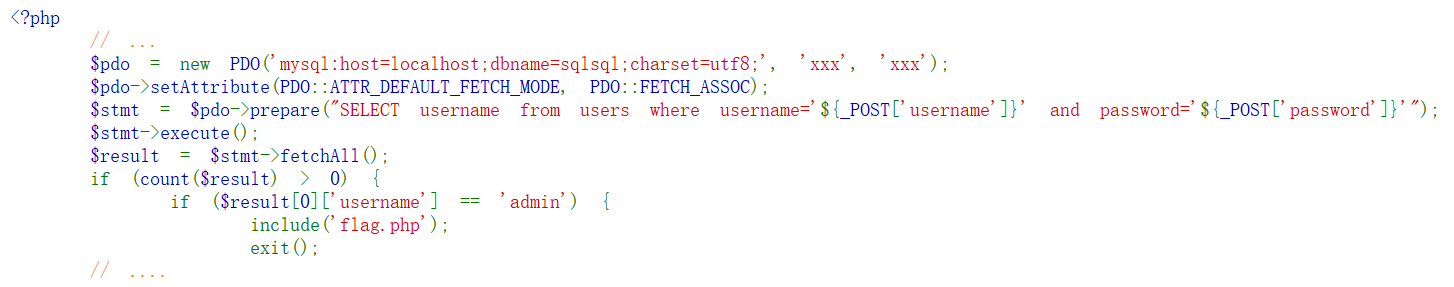 <?php
// ...
$pdo = new PDO('mysql:host=localhost;dbname=sqlsql;charset=utf8;', 'xxx', 'xxx');
$pdo->setAttribute(PDO::ATTR_DEFAULT_FETCH_MODE, PDO::FETCH_ASSOC);
$stmt = $pdo->prepare("SELECT username from users where username='${_POST['username']}' and password='${_POST['password']}'");
$stmt->execute();
$result = $stmt->fetchAll();
if (count($result) > 0) {
if ($result[0]['username'] == 'admin') {
include('flag.php');
exit();
// ....